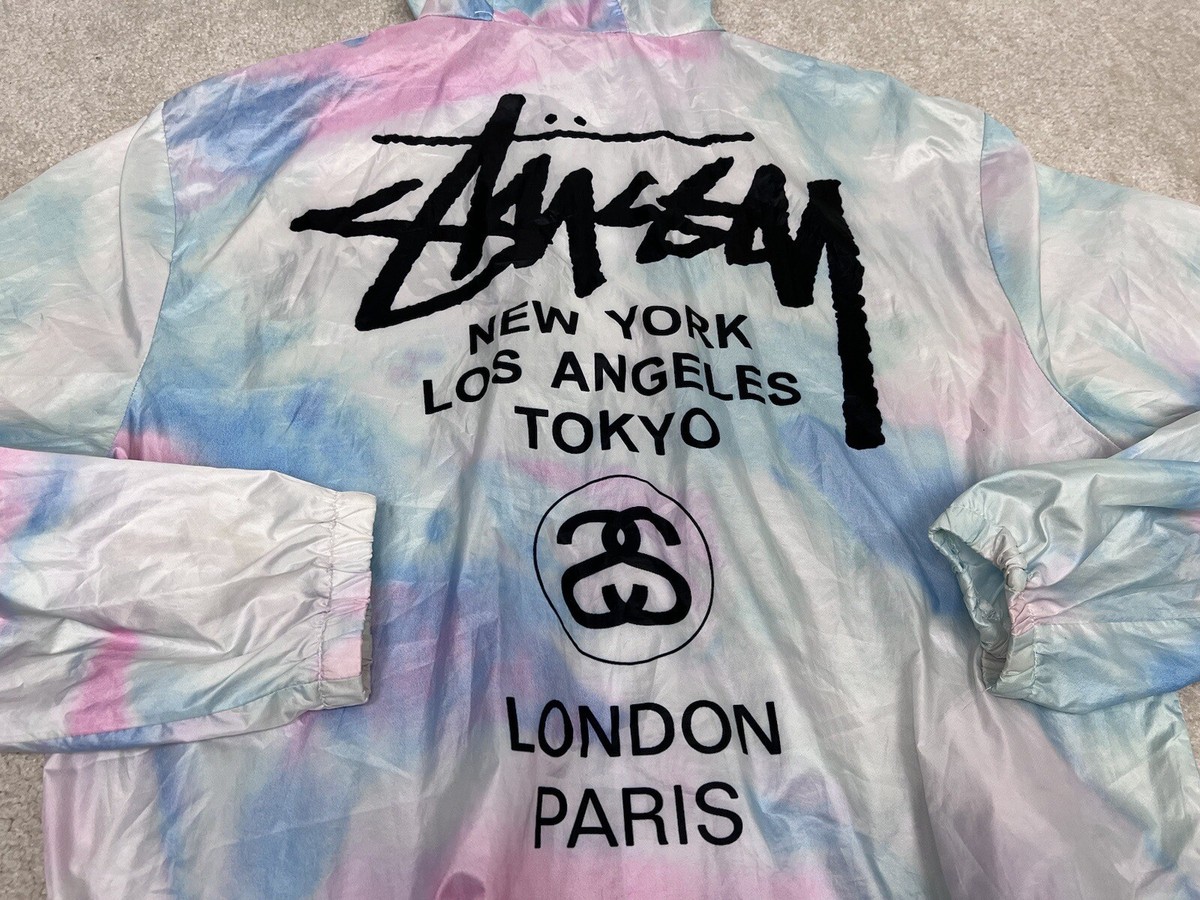 Stüssy
NEW YORK
LOS ANGELES
TOKYO
LONDON
PARIS